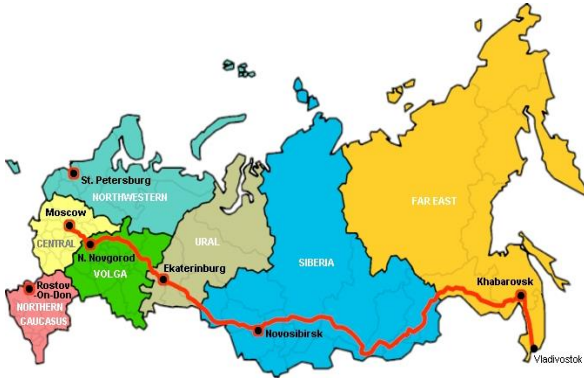 St. Petersburg
NORTHWESTERN
Moscow
CENTRAL
N. Novgorod
VOLGA
URAL
Ekaterinburg
Rostov
-On-Don
NORTHERN
CAUCASUS
SIBERIA
Novosibirsk
FAR EAST
Khabarovsk
Vladivostok